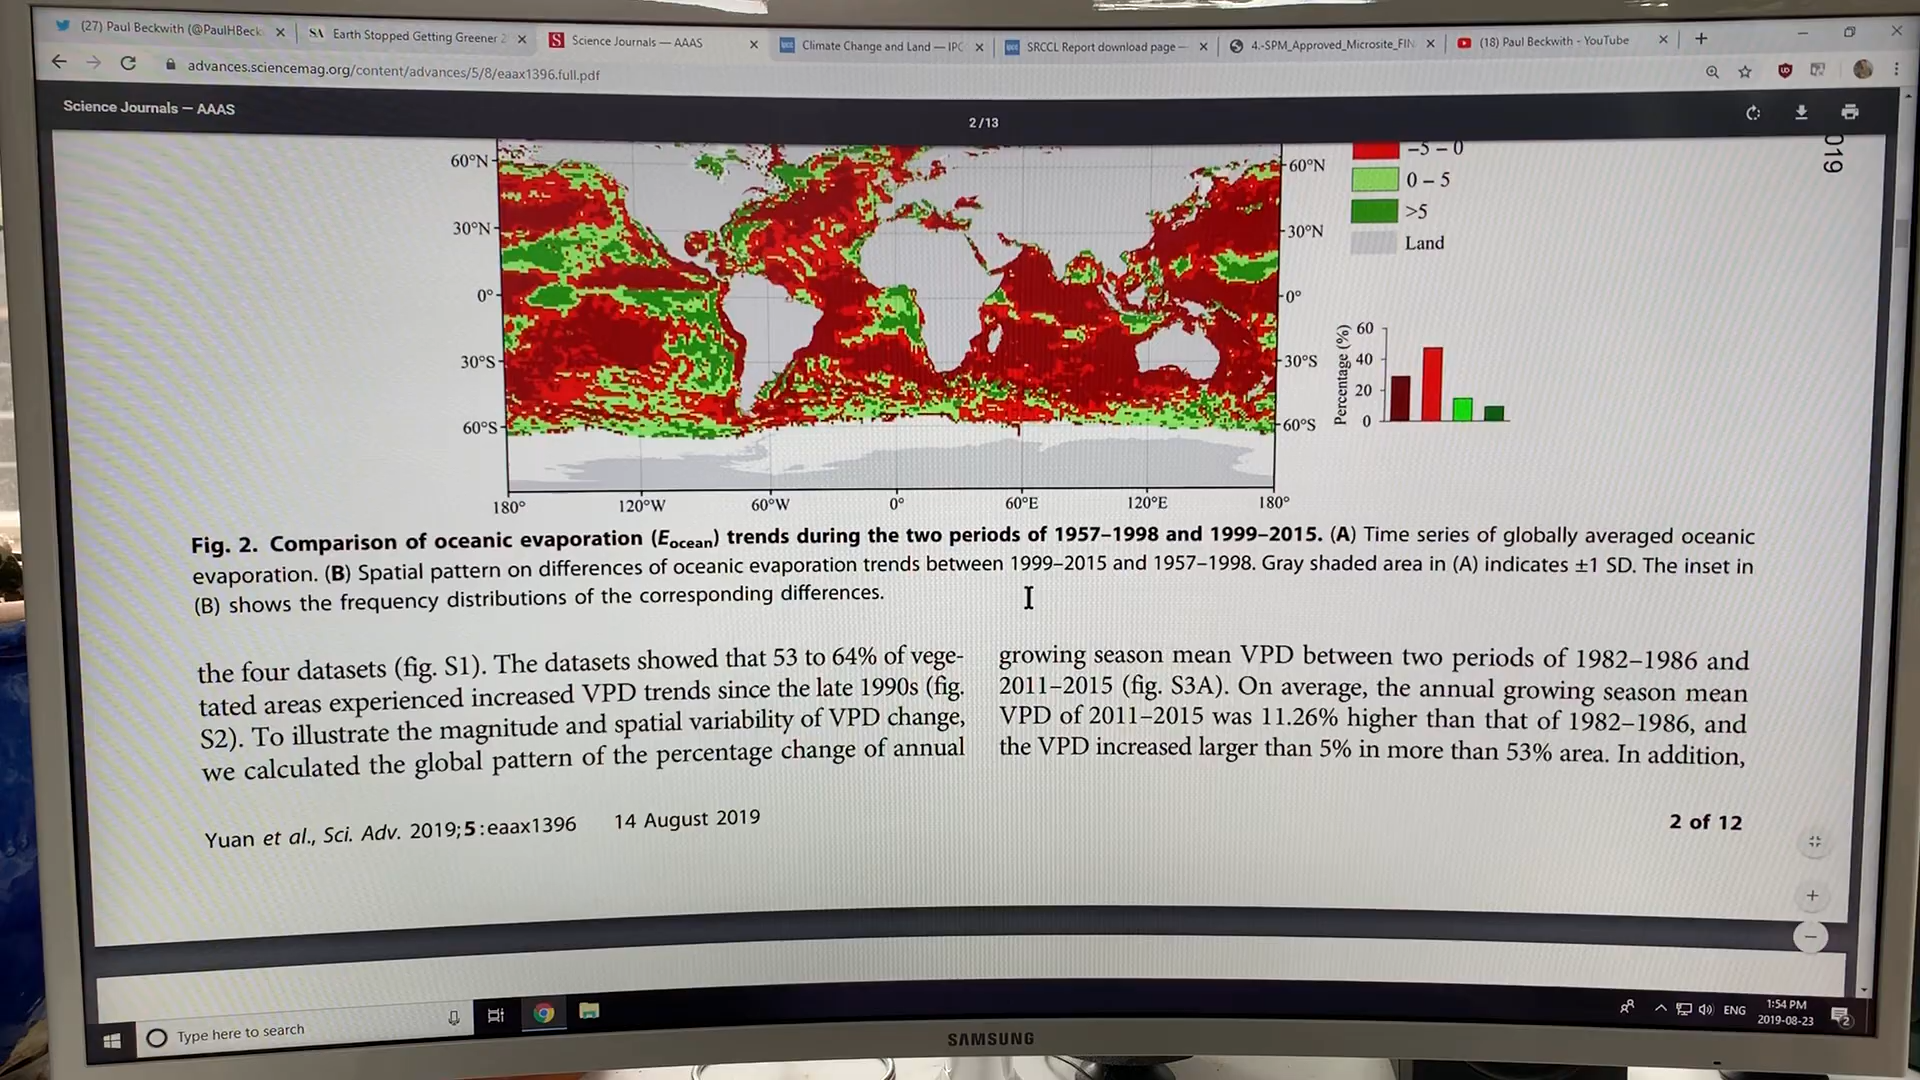 (27) Paul Beckwith (@PaulHBeck
SA Earth Stopped Getting Greener 2
S Science Journals — AAAS
Climate Change and Land — IPC
SRCCL Report download page —
4.-SPM_Approved_Microsite_FIN
(18) Paul Beckwith - YouTube
advances.sciencemag.org/content/advances/5/8/eaax1396.full.pdf
Science Journals — AAAS
2/13
019
60°N
30°N
0°
30°S
60°S
60°N
30°N
0°
30°S
60°S
180°
120°W
60°W
0°
60°E
120°E
180°
-5 – 0
0 – 5
>5
Land
Percentage (%)
60
40
20
0
Fig. 2. Comparison of oceanic evaporation (Eocean) trends during the two periods of 1957–1998 and 1999–2015. (A) Time series of globally averaged oceanic
evaporation. (B) Spatial pattern on differences of oceanic evaporation trends between 1999–2015 and 1957–1998. Gray shaded area in (A) indicates ±1 SD. The inset in
(B) shows the frequency distributions of the corresponding differences.
the four datasets (fig. S1). The datasets showed that 53 to 64% of vege-
tated areas experienced increased VPD trends since the late 1990s (fig.
S2). To illustrate the magnitude and spatial variability of VPD change,
we calculated the global pattern of the percentage change of annual
growing season mean VPD between two periods of 1982–1986 and
2011–2015 (fig. S3A). On average, the annual growing season mean
VPD of 2011–2015 was 11.26% higher than that of 1982–1986, and
the VPD increased larger than 5% in more than 53% area. In addition,
Yuan et al., Sci. Adv. 2019;5:eaax1396 14 August 2019
2 of 12
Type here to search
ENG
1:54 PM
2019-08-23
2
SAMSUNG